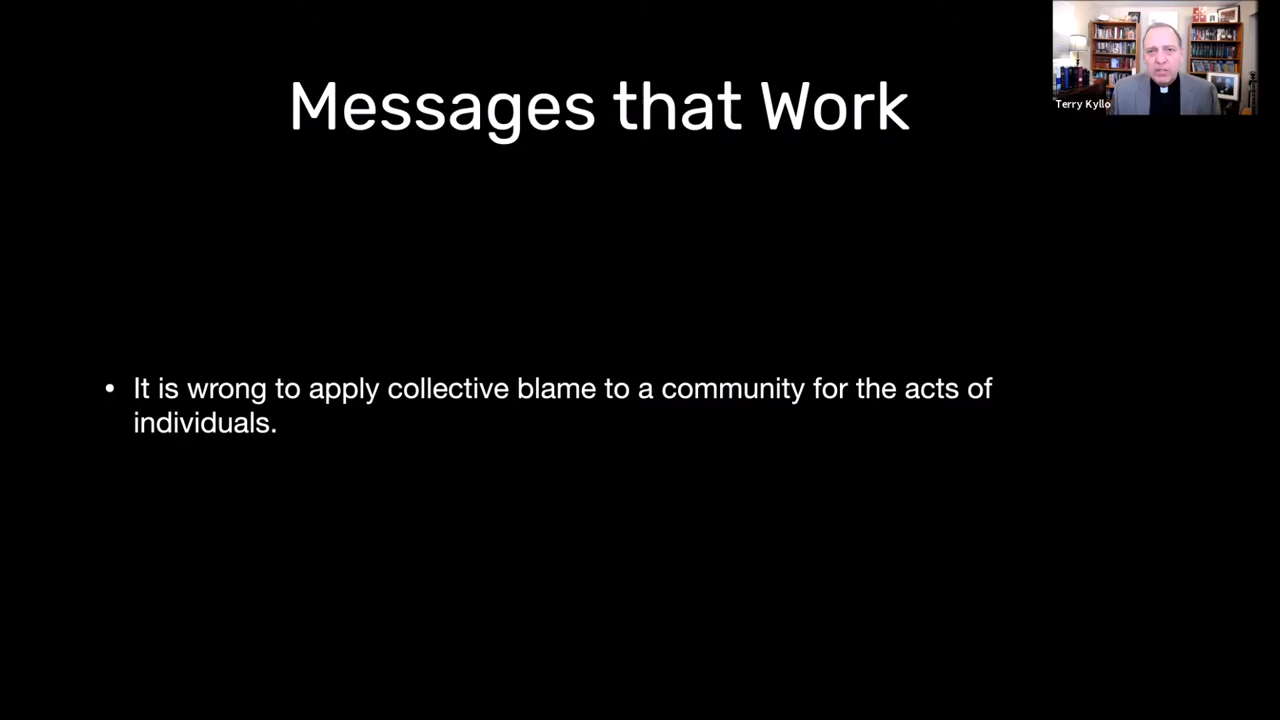 Messages that Work
Terry Kyllo
• It is wrong to apply collective blame to a community for the acts of
individuals.